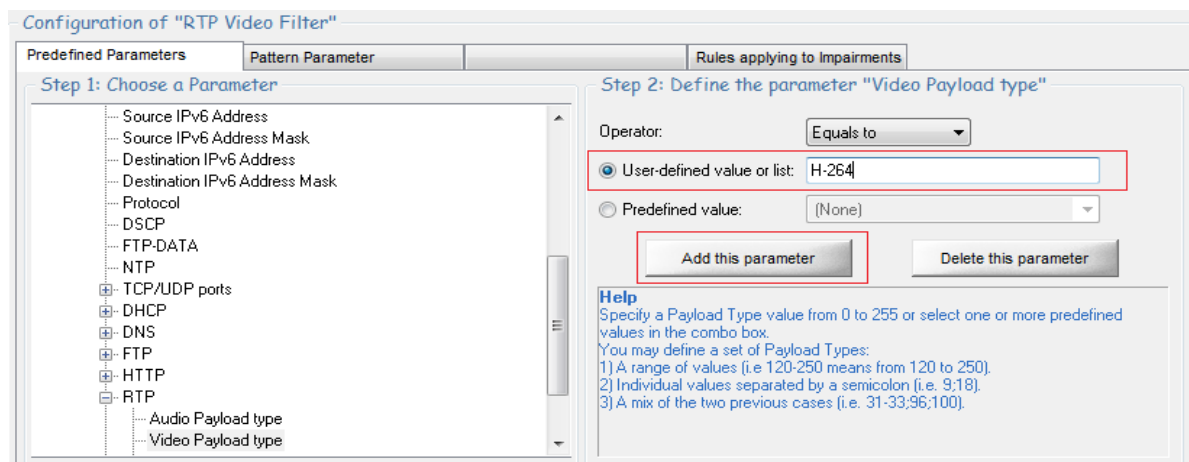 Configuration of "RTP Video Filter"
Predefined Parameters
Pattern Parameter
Rules applying to Impairments
Step 1: Choose a Parameter
Source IPv6 Address
Source IPv6 Address Mask
Destination IPv6 Address
Destination IPv6 Address Mask
Protocol
DSCP
FTP-DATA
NTP
TCP/UDP ports
DHCP
DNS
FTP
HTTP
RTP
Audio Payload type
Video Payload type
Step 2: Define the parameter "Video Payload type"
Operator: Equals to
User-defined value or list: H-264
Predefined value: (None)
Add this parameter
Delete this parameter
Help
Specify a Payload Type value from 0 to 255 or select one or more predefined
values in the combo box.
You may define a set of Payload Types:
1) A range of values (i.e 120-250 means from 120 to 250).
2) Individual values separated by a semicolon (i.e. 9;18).
3) A mix of the two previous cases (i.e. 31-33;96;100).